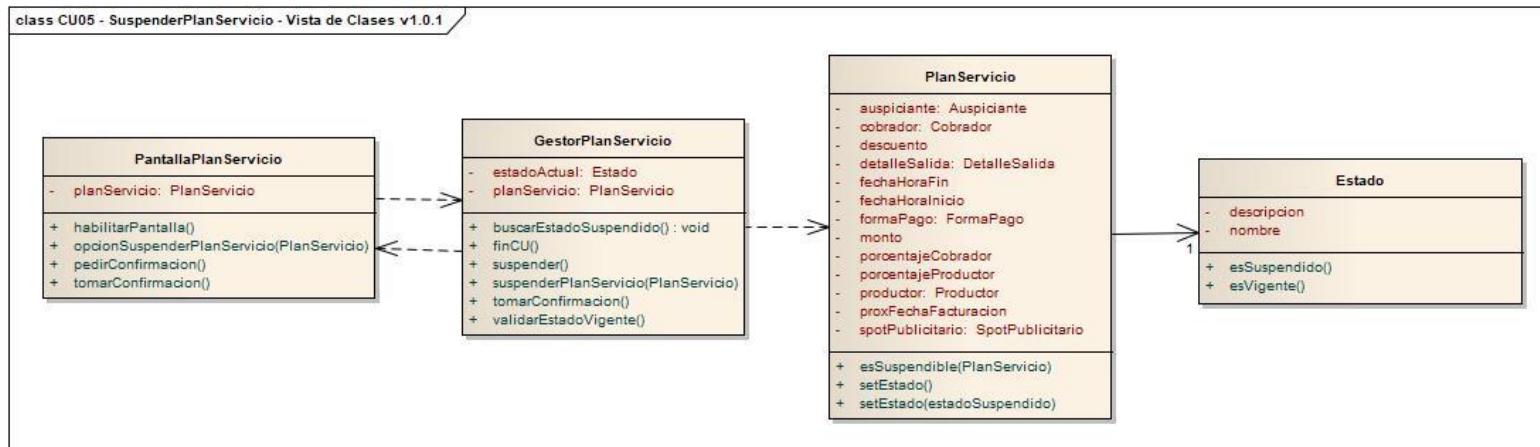 class CU05 - SuspenderPlanServicio - Vista de Clases v1.0.1
PantallaPlanServicio
- planServicio: PlanServicio
+ habilitarPantalla()
+ opcionSuspenderPlanServicio(PlanServicio)
+ pedirConfirmacion()
+ tomarConfirmacion()
GestorPlanServicio
- estadoActual: Estado
- planServicio: PlanServicio
+ buscarEstadoSuspendido() : void
+ finCU()
+ suspender()
+ suspenderPlanServicio(PlanServicio)
+ tomarConfirmacion()
+ validarEstadoVigente()
PlanServicio
- auspiciante: Auspiciante
- cobrador: Cobrador
- descuento
- detalleSalida: DetalleSalida
- fechaHoraFin
- fechaHoraInicio
- formaPago: FormaPago
- monto
- porcentajeCobrador
- porcentajeProductor
- productor: Productor
- proxFechaFacturacion
- spotPublicitario: SpotPublicitario
+ esSuspendible(PlanServicio)
+ setEstado()
+ setEstado(estadoSuspendido)
1
Estado
- descripcion
- nombre
+ esSuspendido()
+ esVigente()